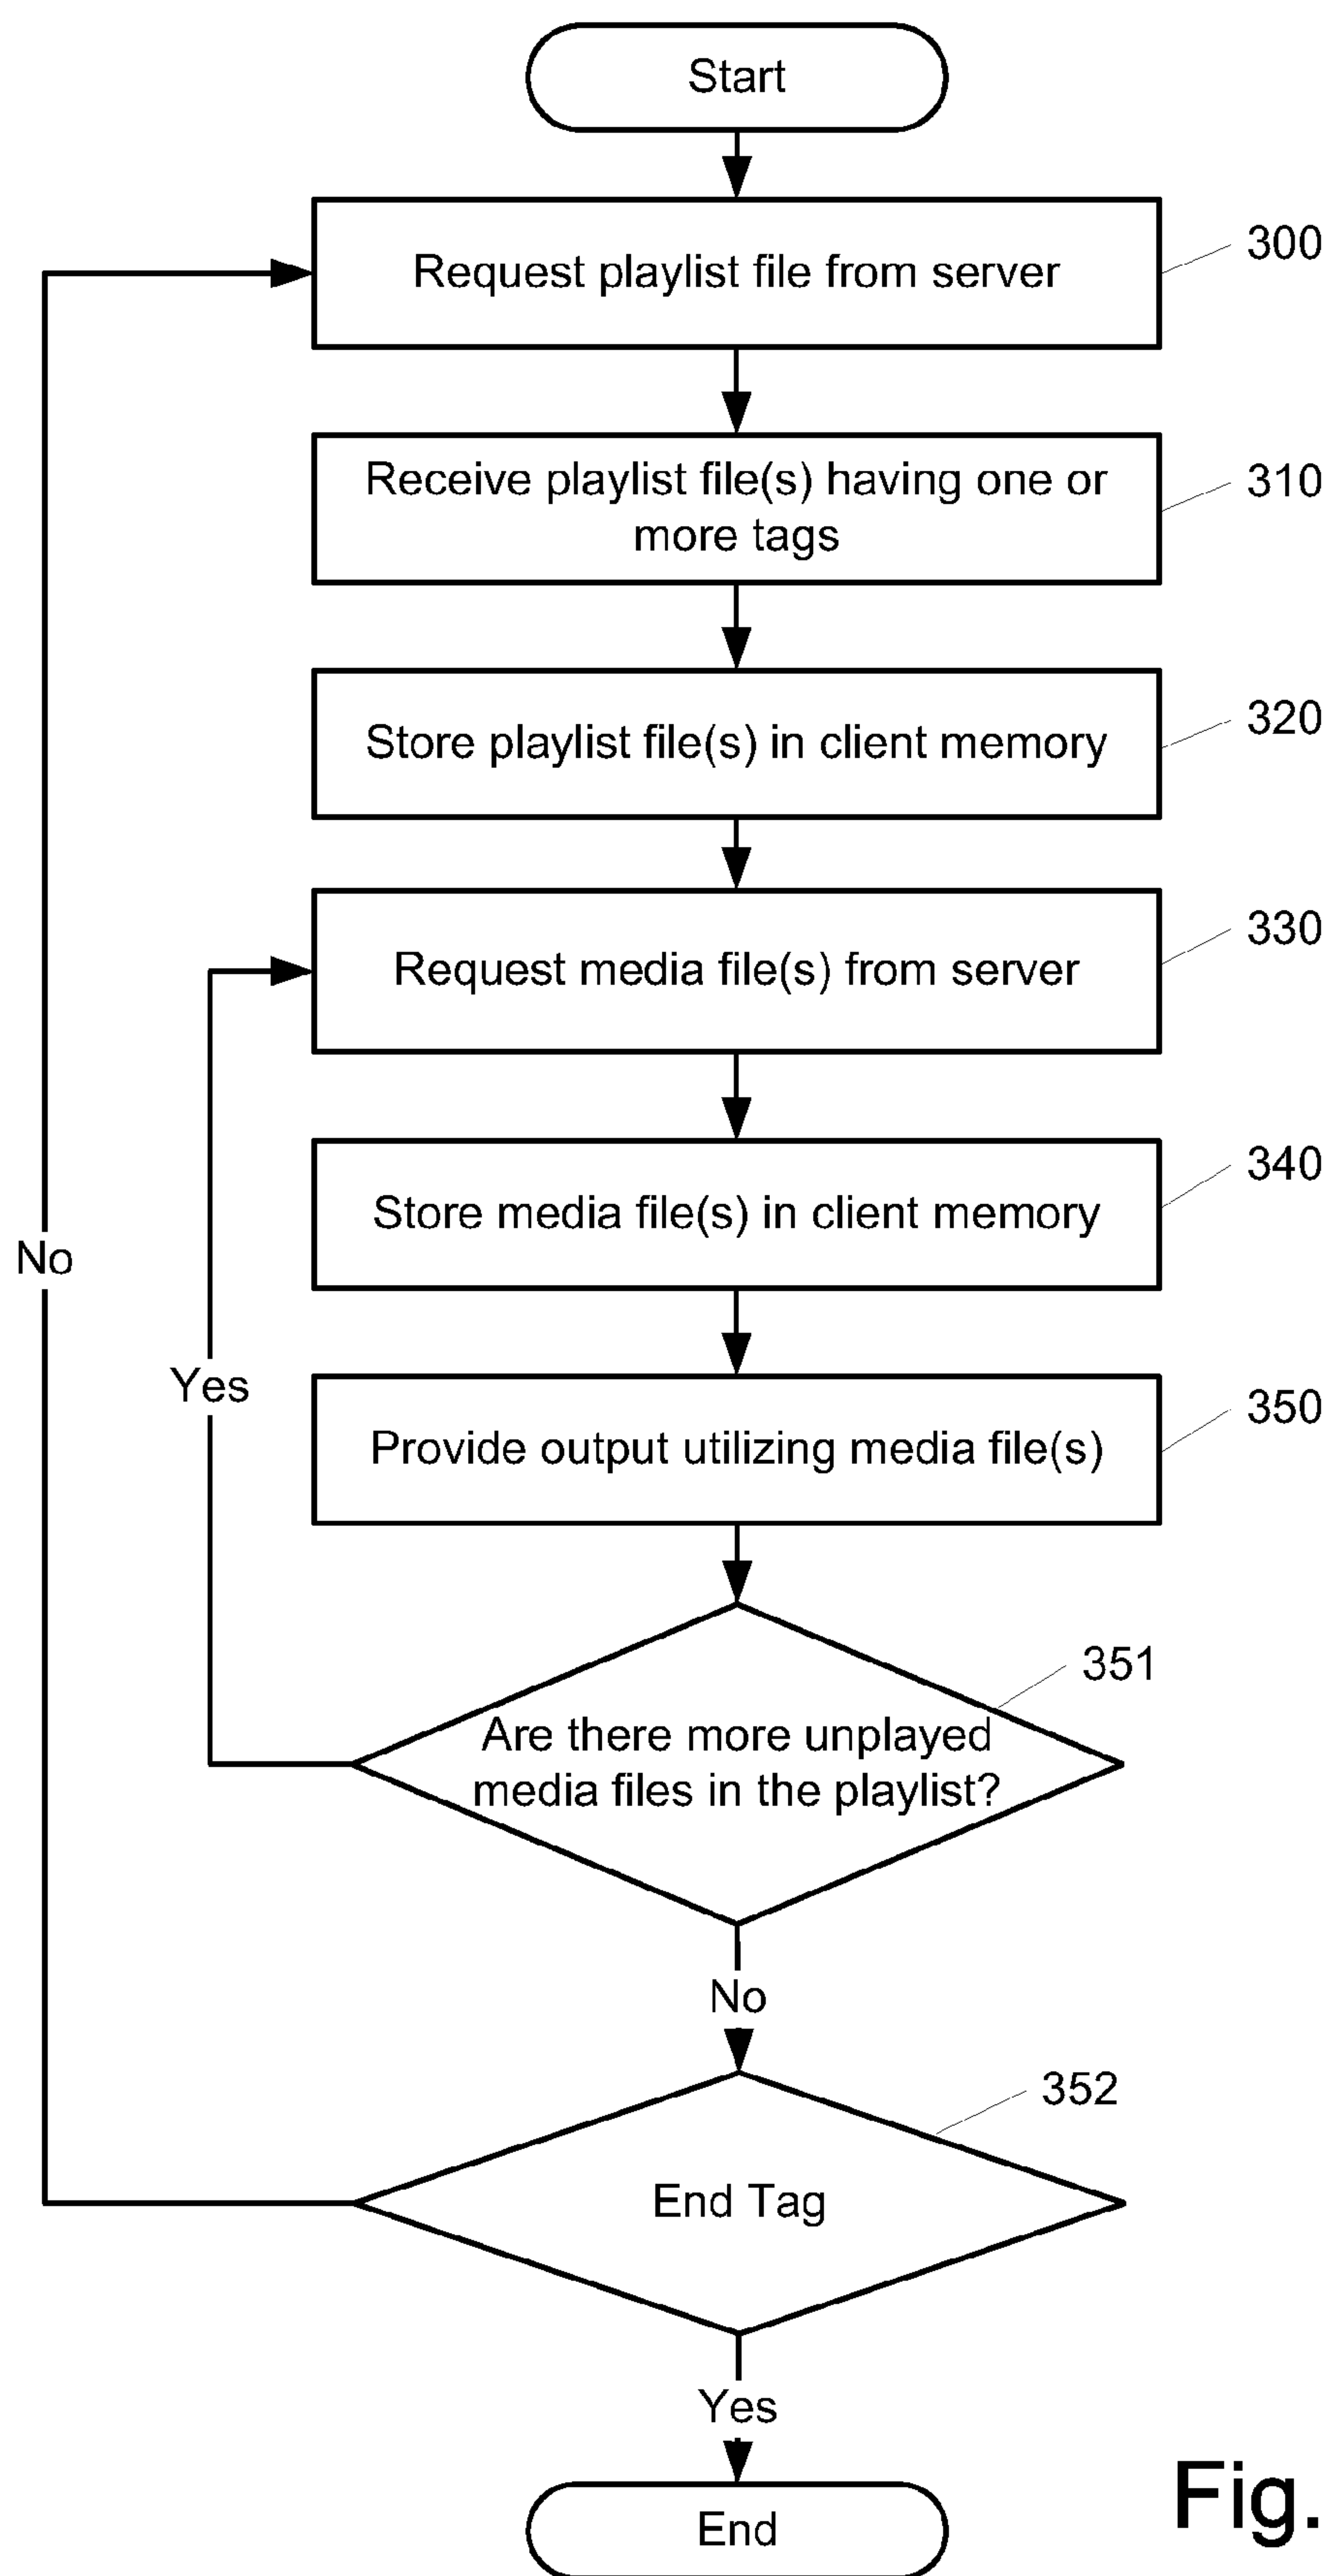 Start
Request playlist file from server
300
Receive playlist file(s) having one or
more tags
310
Store playlist file(s) in client memory
320
Request media file(s) from server
330
Store media file(s) in client memory
340
No
Yes
Provide output utilizing media file(s)
350
351
Are there more unplayed
media files in the playlist?
No
352
End Tag
Yes
End
Fig.